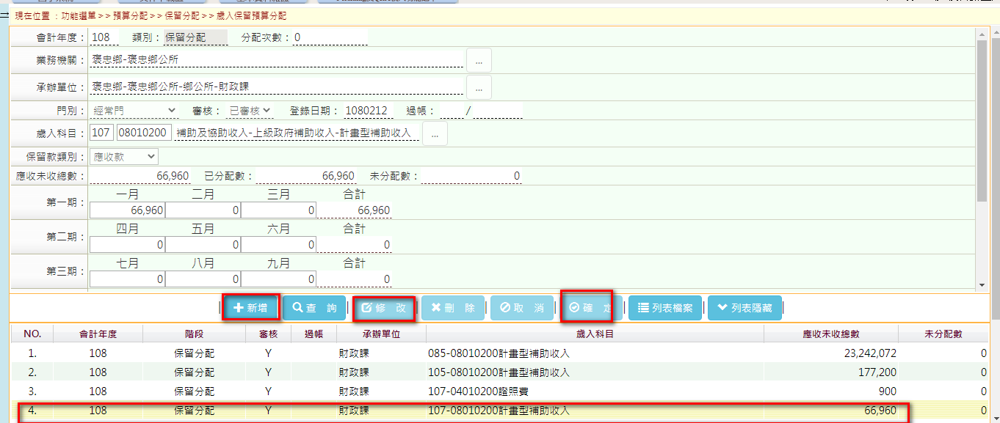 現在位置 ：功能選單>>預算分配>>保留分配>>歲入保留預算分配
會計年度： 108 類別： 保留分配 分配次數： 0
業務機關： 褒忠鄉-褒忠鄉公所 ...
承辦單位： 褒忠鄉-褒忠鄉公所-鄉公所-財政課 ...
門別： 經常門 審核： 已審核 登錄日期： 1080212 過帳： /
歲入科目： 107 08010200 補助及協助收入-上級政府補助收入-計畫型補助收入 ...
保留款類別： 應收款
應收未收總數： 66,960 已分配數： 66,960 未分配數： 0
一月 二月 三月 合計
第一期： 66,960 0 0 66,960
四月 五月 六月 合計
第二期： 0 0 0 0
七月 八月 九月 合計
第三期： 0 0 0 0
新增 查 詢 修 改 刪 除 取 消 確 定 列表檔案 列表隱藏
NO. 會計年度 階段 審核 過帳 承辦單位 歲入科目 應收未收總數 未分配數
1. 108 保留分配 Y 財政課 085-08010200計畫型補助收入 23,242,072 0
2. 108 保留分配 Y 財政課 105-08010200計畫型補助收入 177,200 0
3. 108 保留分配 Y 財政課 107-04010200證照費 900 0
4. 108 保留分配 Y 財政課 107-08010200計畫型補助收入 66,960 0